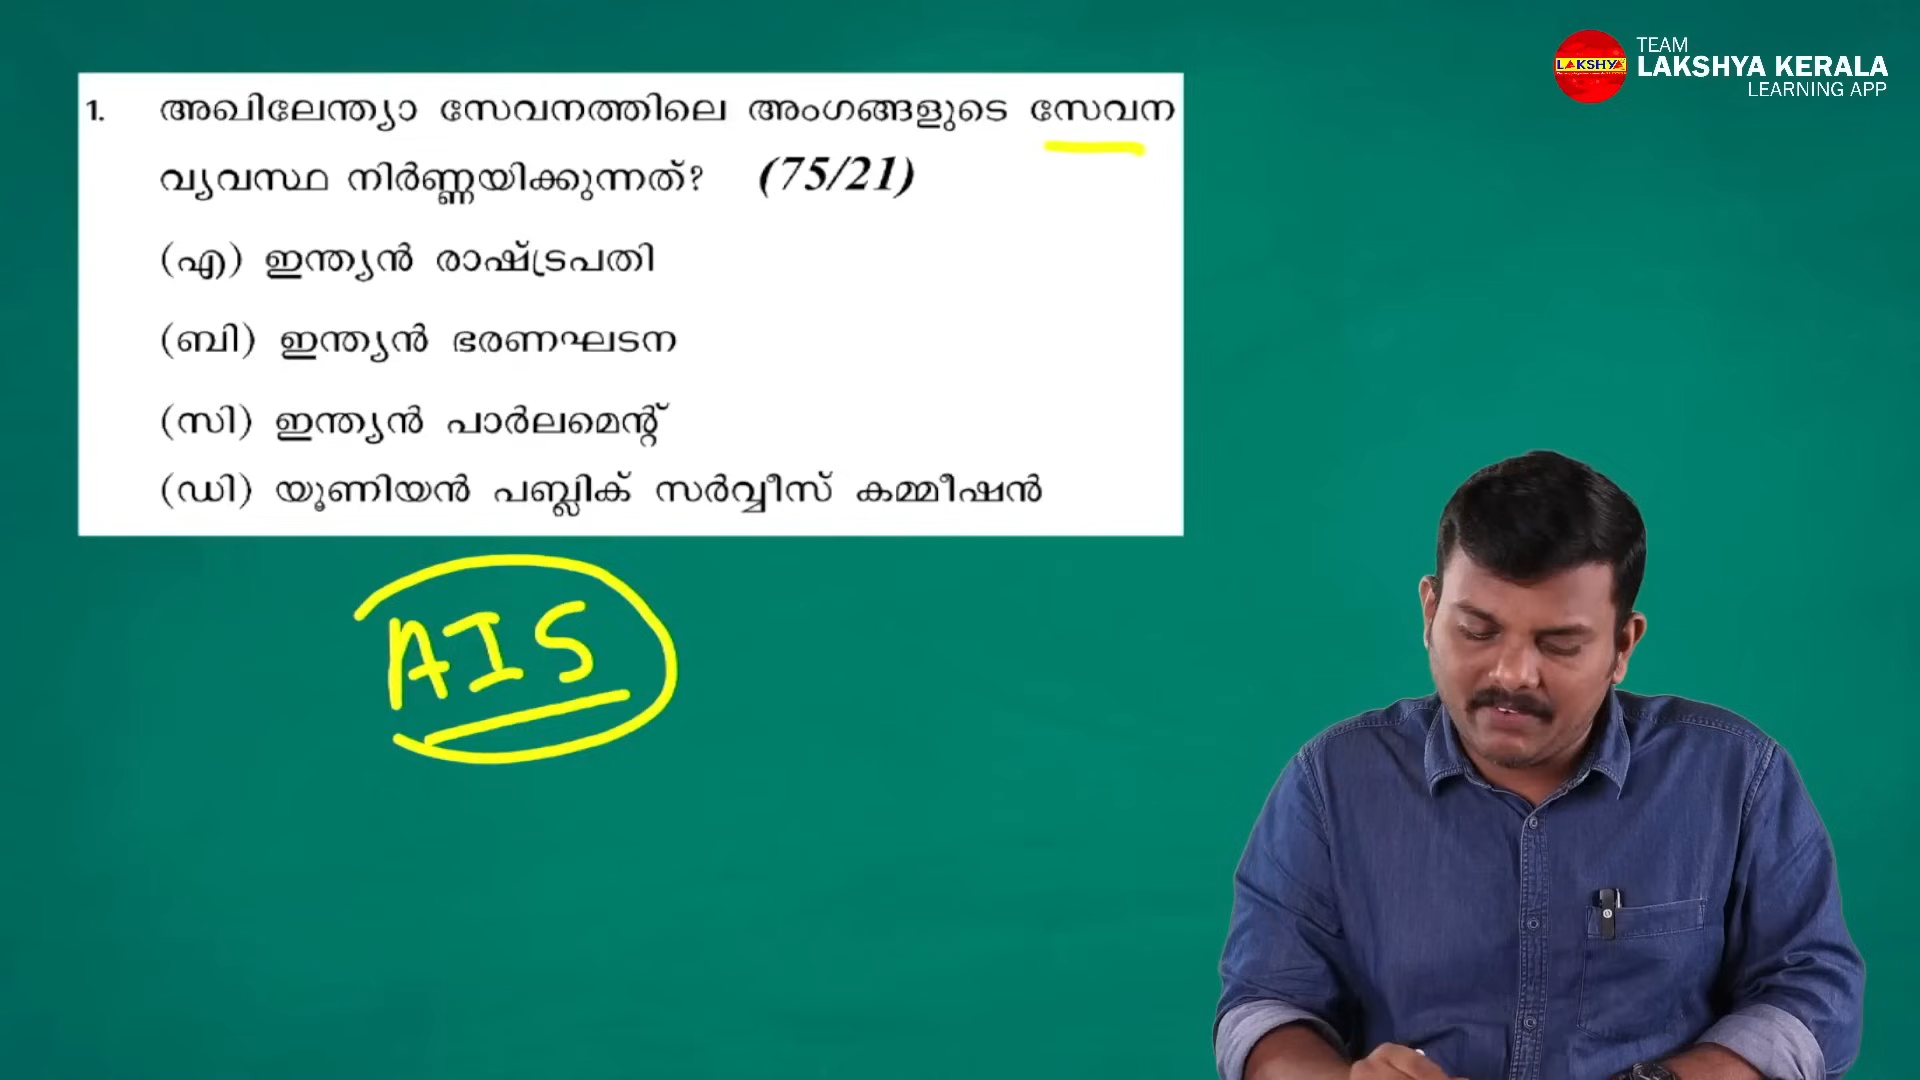 TEAM
LAKSHYA
LAKSHYA KERALA
LEARNING APP
1. അഖിലേന്ത്യാ സേവനത്തിലെ അംഗങ്ങളുടെ സേവന
വ്യവസ്ഥ നിർണ്ണയിക്കുന്നത്? (75/21)
(എ) ഇന്ത്യൻ രാഷ്ട്രപതി
(ബി) ഇന്ത്യൻ ഭരണഘടന
(സി) ഇന്ത്യൻ പാർലമെന്റ്
(ഡി) യൂണിയൻ പബ്ലിക് സർവ്വീസ് കമ്മീഷൻ
AIS